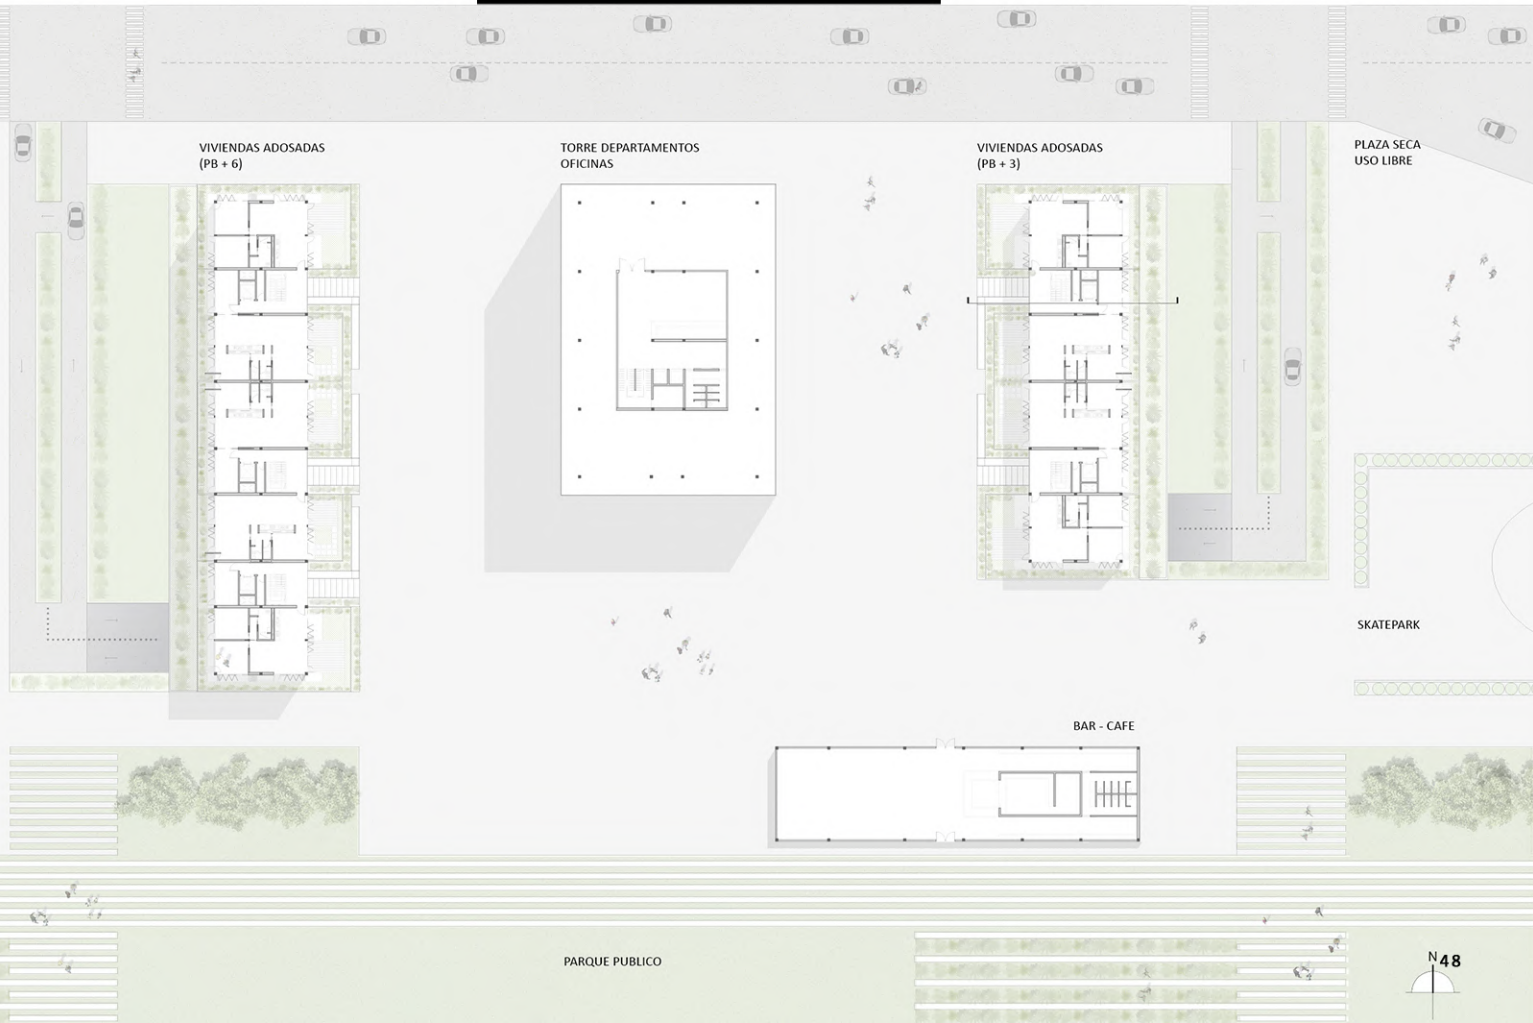 VIVIENDAS ADOSADAS
(PB + 6)
TORRE DEPARTAMENTOS
OFICINAS
VIVIENDAS ADOSADAS
(PB + 3)
PLAZA SECA
USO LIBRE
SKATEPARK
BAR - CAFE
PARQUE PUBLICO
N 48